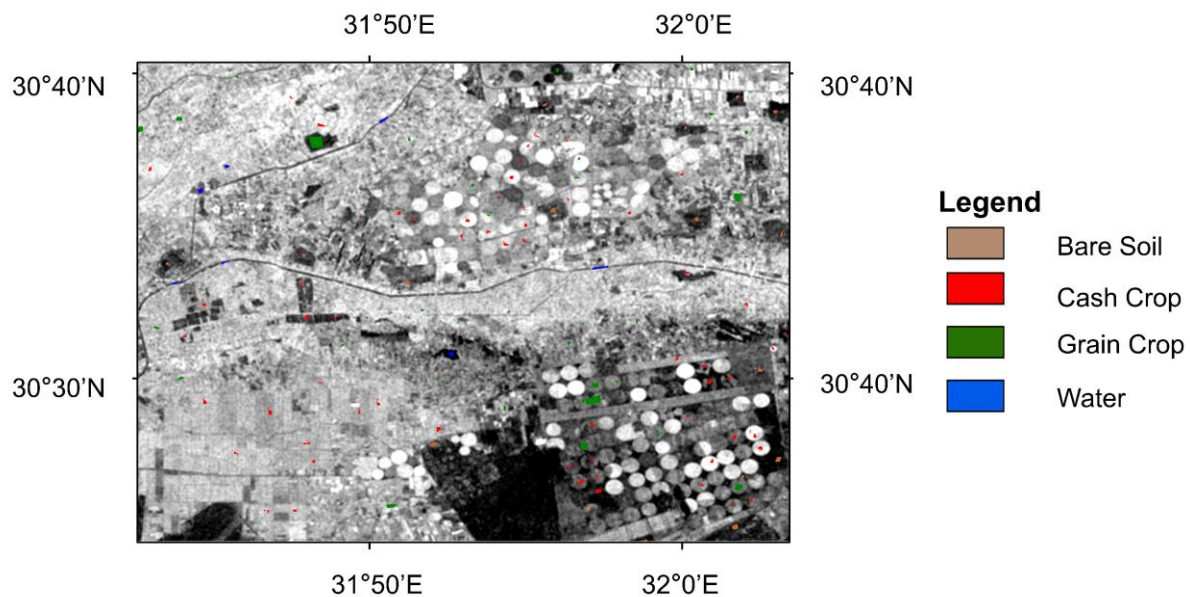 31°50’E 32°0’E
30°40’N 30°40’N
Legend
Bare Soil
Cash Crop
Grain Crop
30°30’N 30°40’N
Water
31°50’E 32°0’E